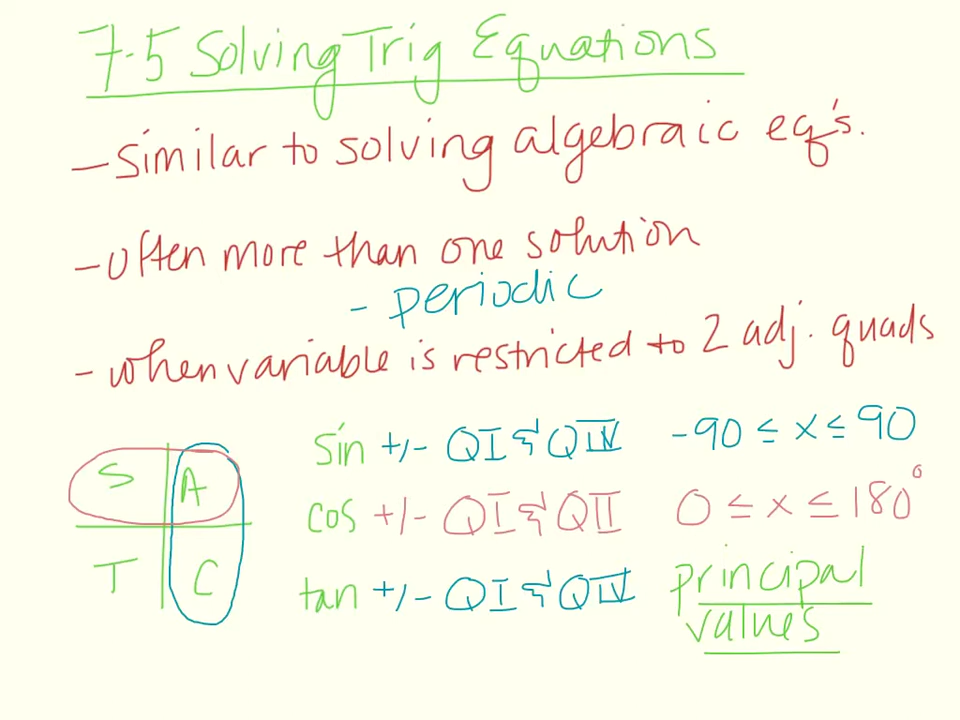 7-5 Solving Trig Equations
- similar to solving algebraic eq's.
- often more than one solution
- periodic
- when variable is restricted to 2 adj. quads
S A
T C
sin +/- QI & QIV -90 ≤ x ≤ 90
cos +/- QI & QII 0 ≤ x ≤ 180°
tan +/- QI & QIV principal
values